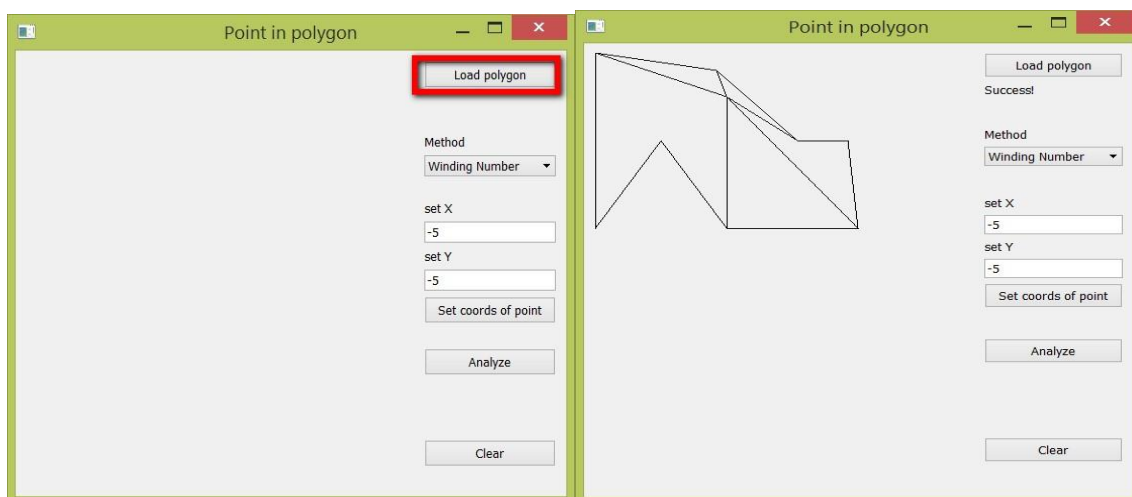 Point in polygon
Load polygon
Method
Winding Number
set X
-5
set Y
-5
Set coords of point
Analyze
Clear
Point in polygon
Load polygon
Success!
Method
Winding Number
set X
-5
set Y
-5
Set coords of point
Analyze
Clear